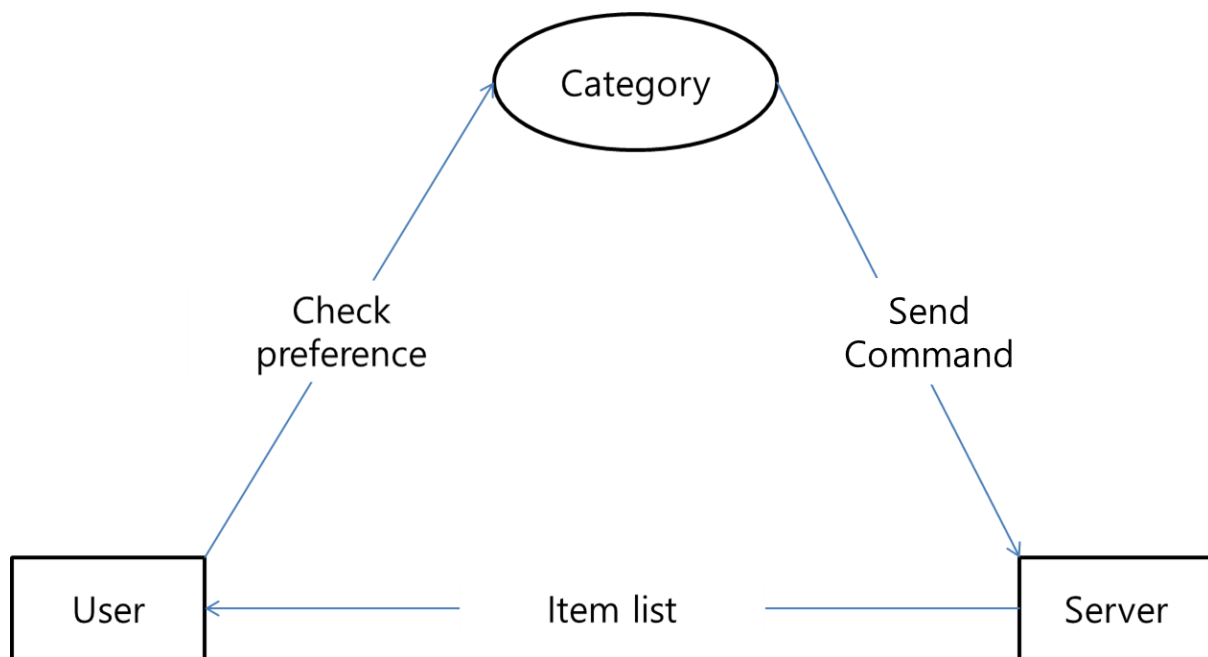 Category
Check
preference
Send
Command
User
Item list
Server